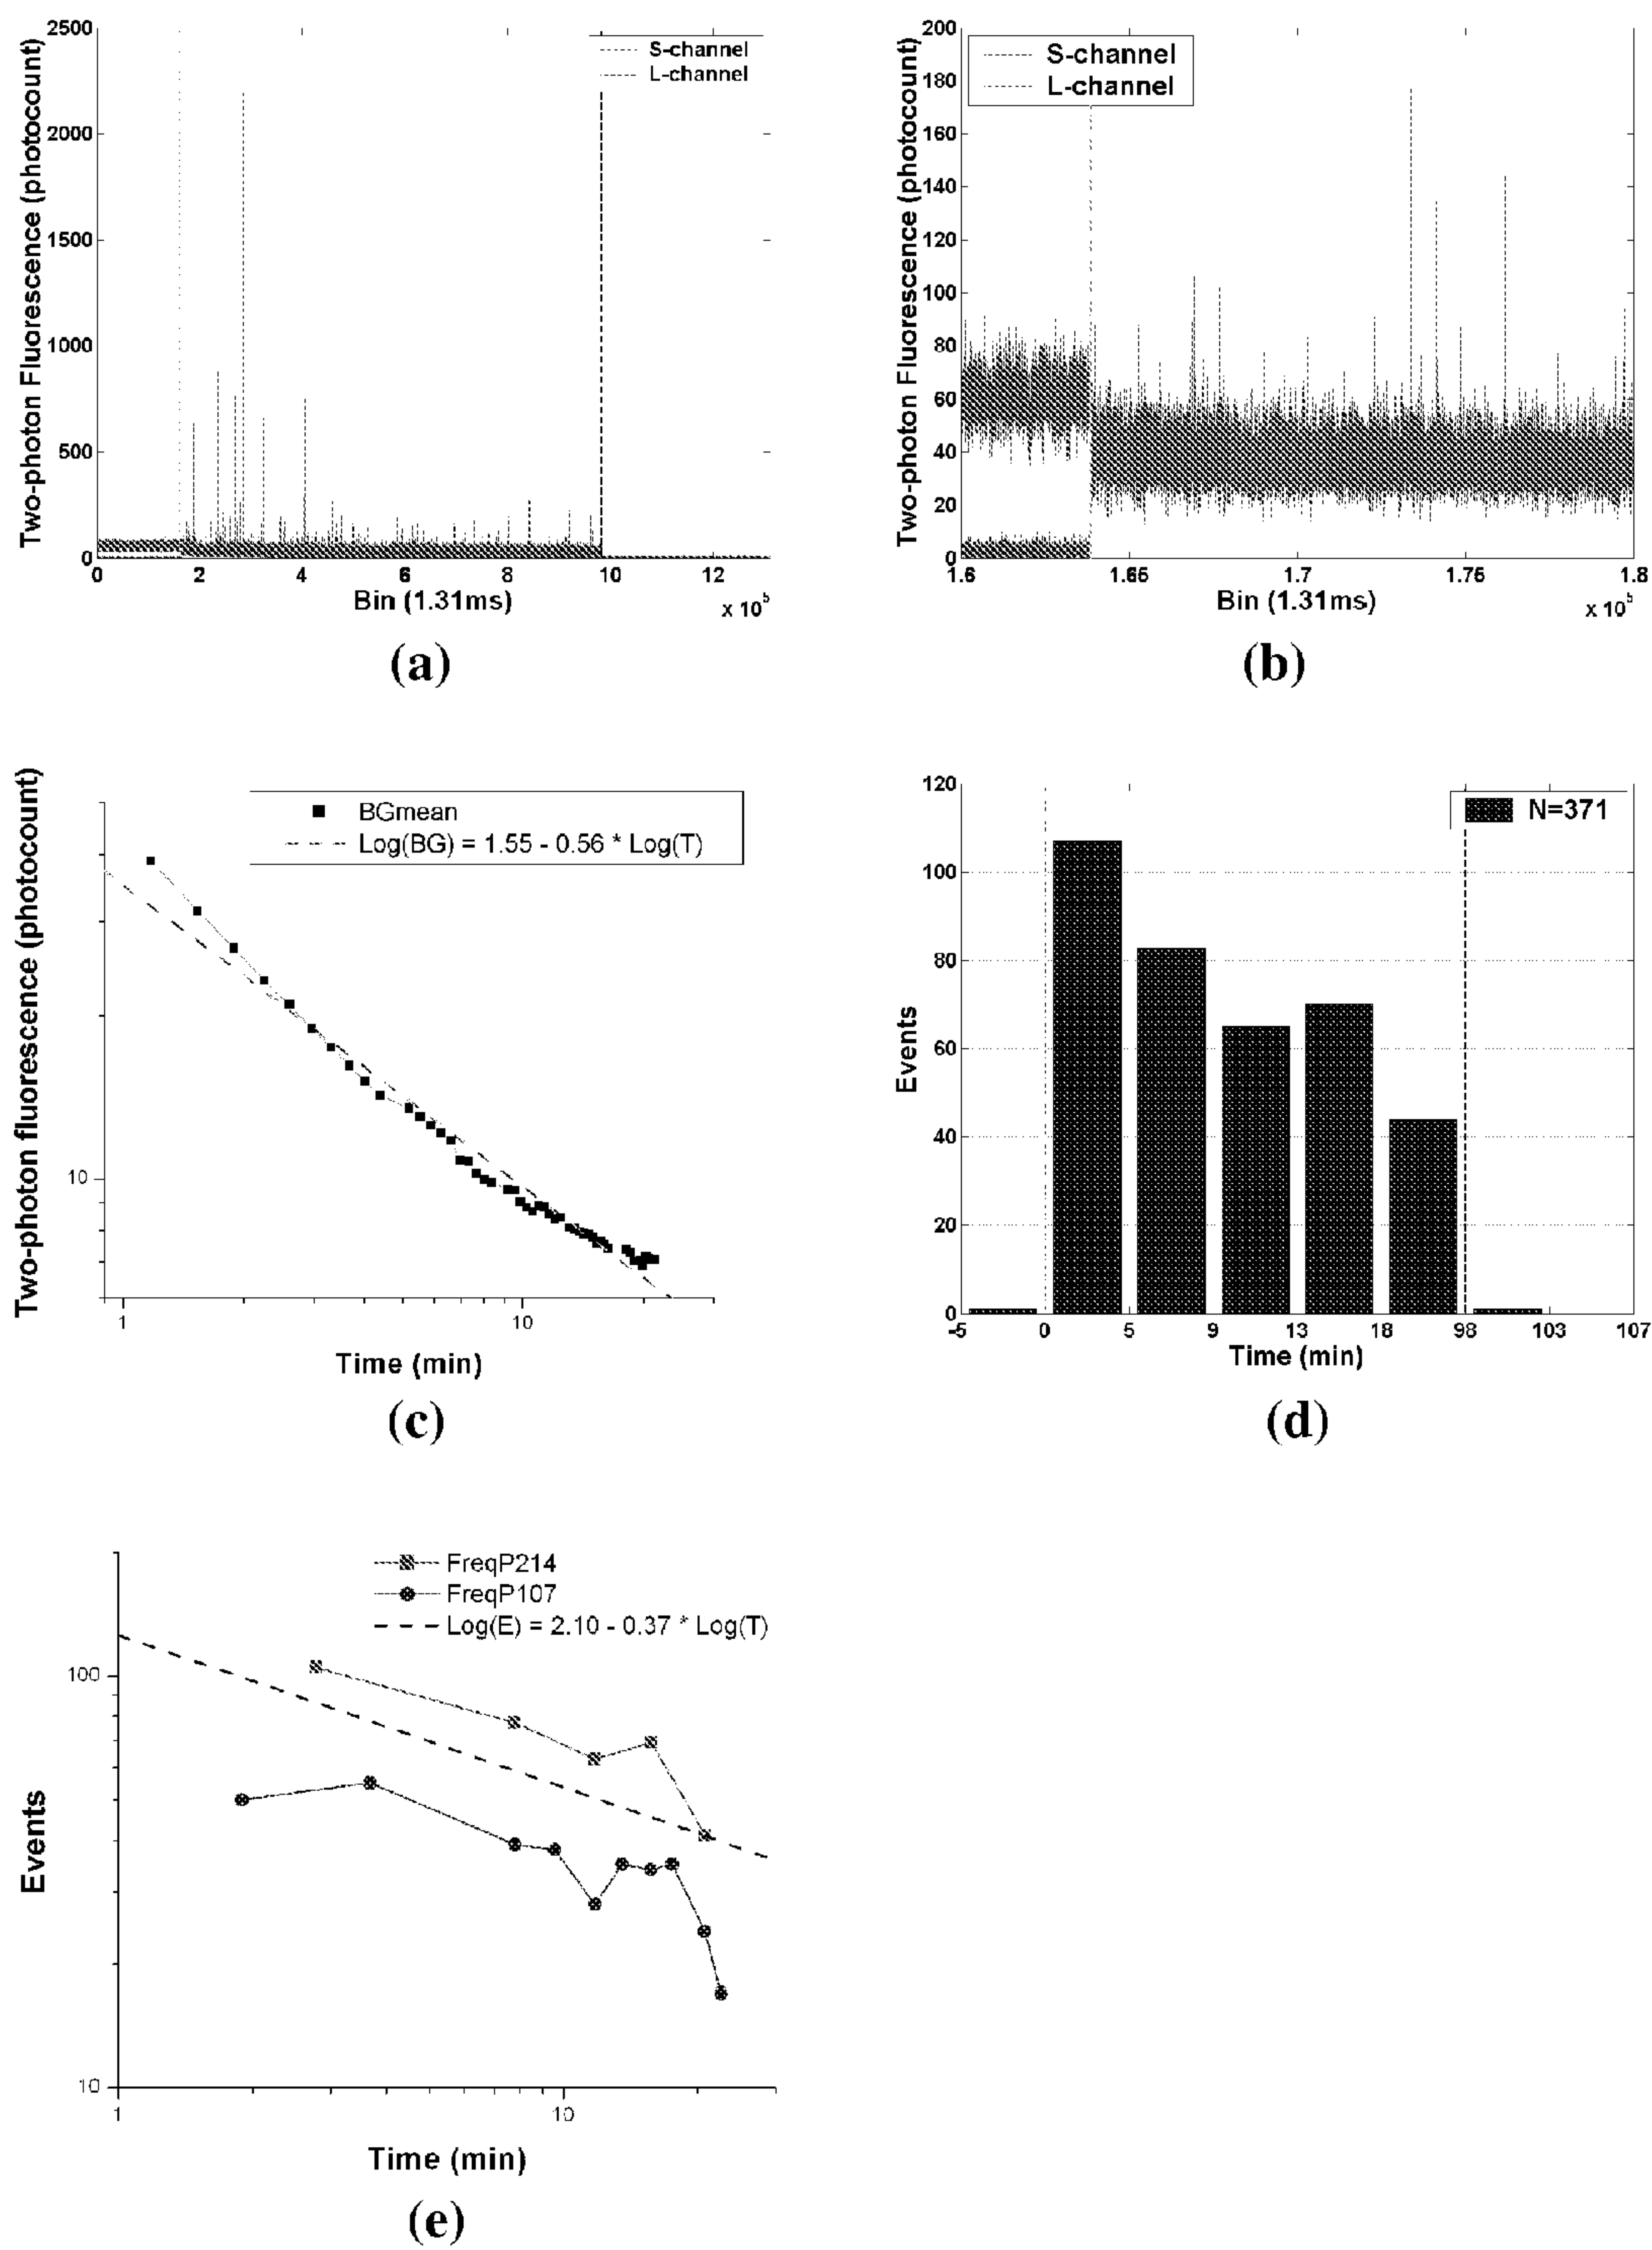 Two-photon Fluorescence (photocount)
2500
2000
1500
1000
500
0
S-channel
L-channel
0 2 4 6 8 10 12
Bin (1.31ms)
x 10^5
(a)
Two-photon Fluorescence (photocount)
200
180
160
140
120
100
80
60
40
20
0
S-channel
L-channel
1.6 1.65 1.7 1.75 1.8
Bin (1.31ms)
x 10^5
(b)
Two-photon fluorescence (photocount)
BGmean
Log(BG) = 1.55 - 0.56 * Log(T)
10
1 10
Time (min)
(c)
Events
120
100
80
60
40
20
0
N=371
-5 0 5 9 13 18 98 103 107
Time (min)
(d)
Events
FreqP214
FreqP107
Log(E) = 2.10 - 0.37 * Log(T)
100
10
1 10
Time (min)
(e)